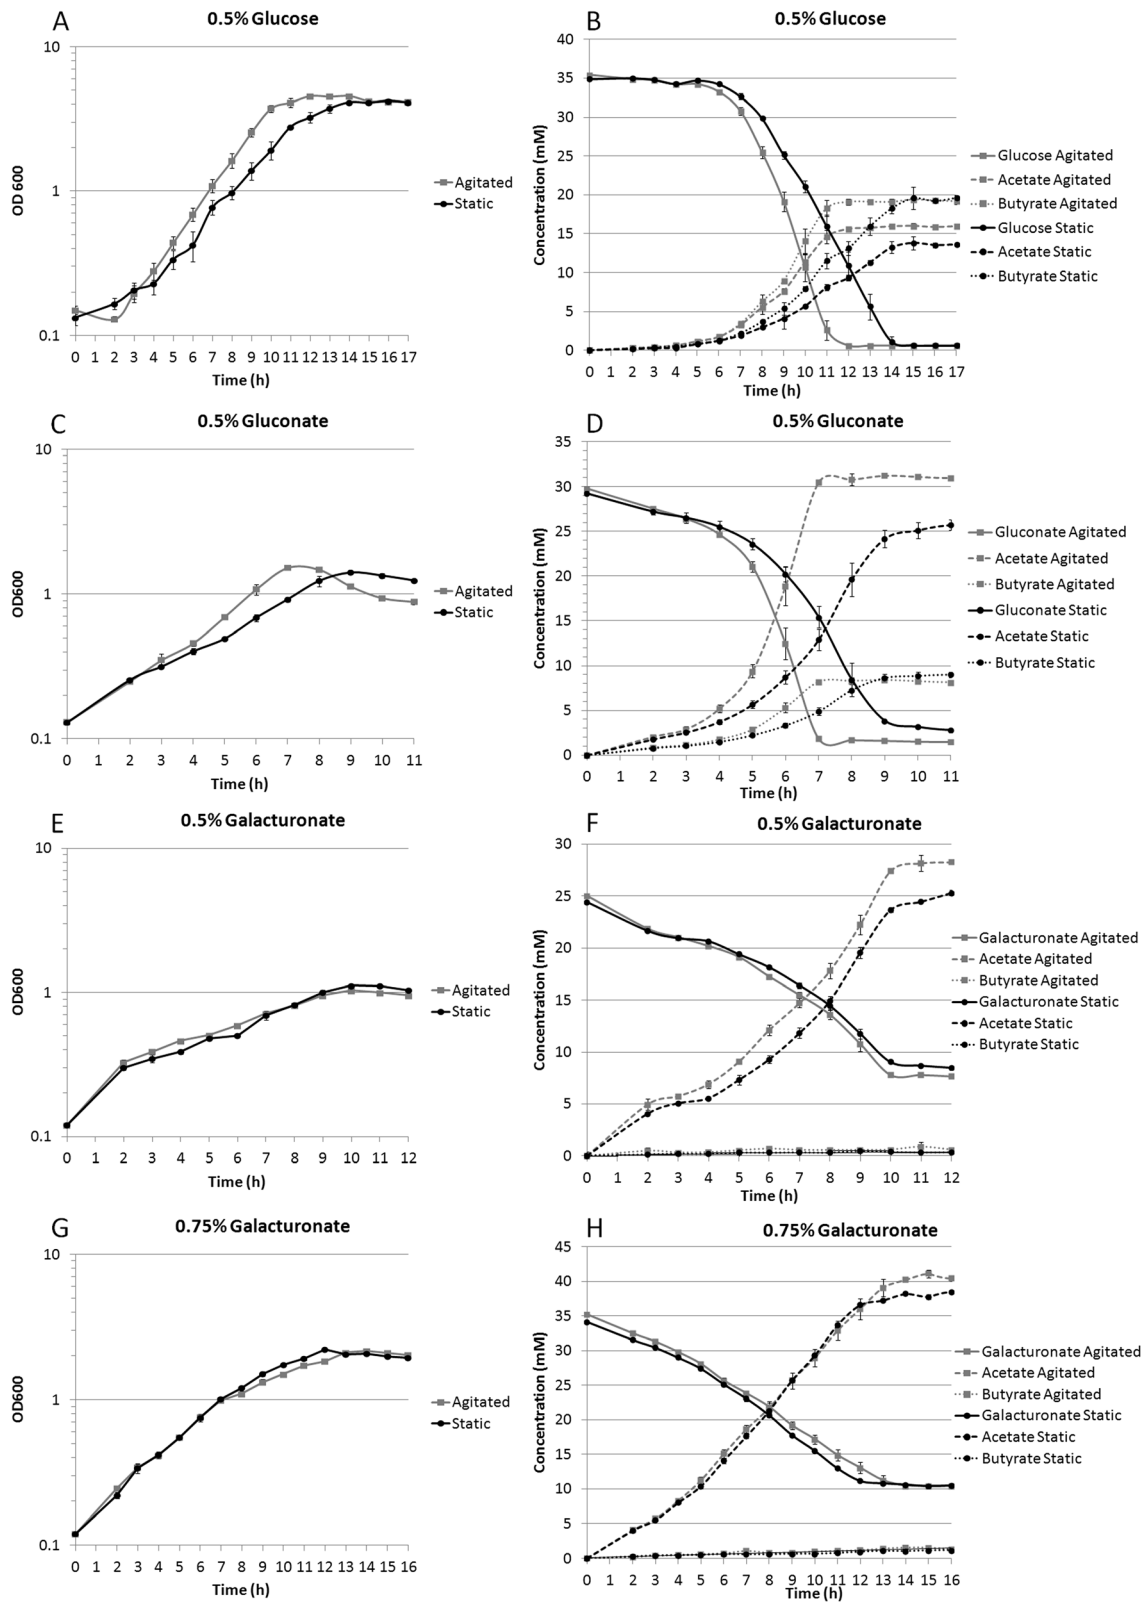 A
0.5% Glucose
10
1
0.1
OD600
0 1 2 3 4 5 6 7 8 9 10 11 12 13 14 15 16 17
Time (h)
Agitated
Static
B
0.5% Glucose
40
35
30
25
20
15
10
5
0
Concentration (mM)
0 1 2 3 4 5 6 7 8 9 10 11 12 13 14 15 16 17
Time (h)
Glucose Agitated
Acetate Agitated
Butyrate Agitated
Glucose Static
Acetate Static
Butyrate Static
C
0.5% Gluconate
10
1
0.1
OD600
0 1 2 3 4 5 6 7 8 9 10 11
Time (h)
Agitated
Static
D
0.5% Gluconate
35
30
25
20
15
10
5
0
Concentration (mM)
0 1 2 3 4 5 6 7 8 9 10 11
Time (h)
Gluconate Agitated
Acetate Agitated
Butyrate Agitated
Gluconate Static
Acetate Static
Butyrate Static
E
0.5% Galacturonate
10
1
0.1
OD600
0 1 2 3 4 5 6 7 8 9 10 11 12
Time (h)
Agitated
Static
F
0.5% Galacturonate
30
25
20
15
10
5
0
Concentration (mM)
0 1 2 3 4 5 6 7 8 9 10 11 12
Time (h)
Galacturonate Agitated
Acetate Agitated
Butyrate Agitated
Galacturonate Static
Acetate Static
Butyrate Static
G
0.75% Galacturonate
10
1
0.1
OD600
0 1 2 3 4 5 6 7 8 9 10 11 12 13 14 15 16
Time (h)
Agitated
Static
H
0.75% Galacturonate
45
40
35
30
25
20
15
10
5
0
Concentration (mM)
0 1 2 3 4 5 6 7 8 9 10 11 12 13 14 15 16
Time (h)
Galacturonate Agitated
Acetate Agitated
Butyrate Agitated
Galacturonate Static
Acetate Static
Butyrate Static